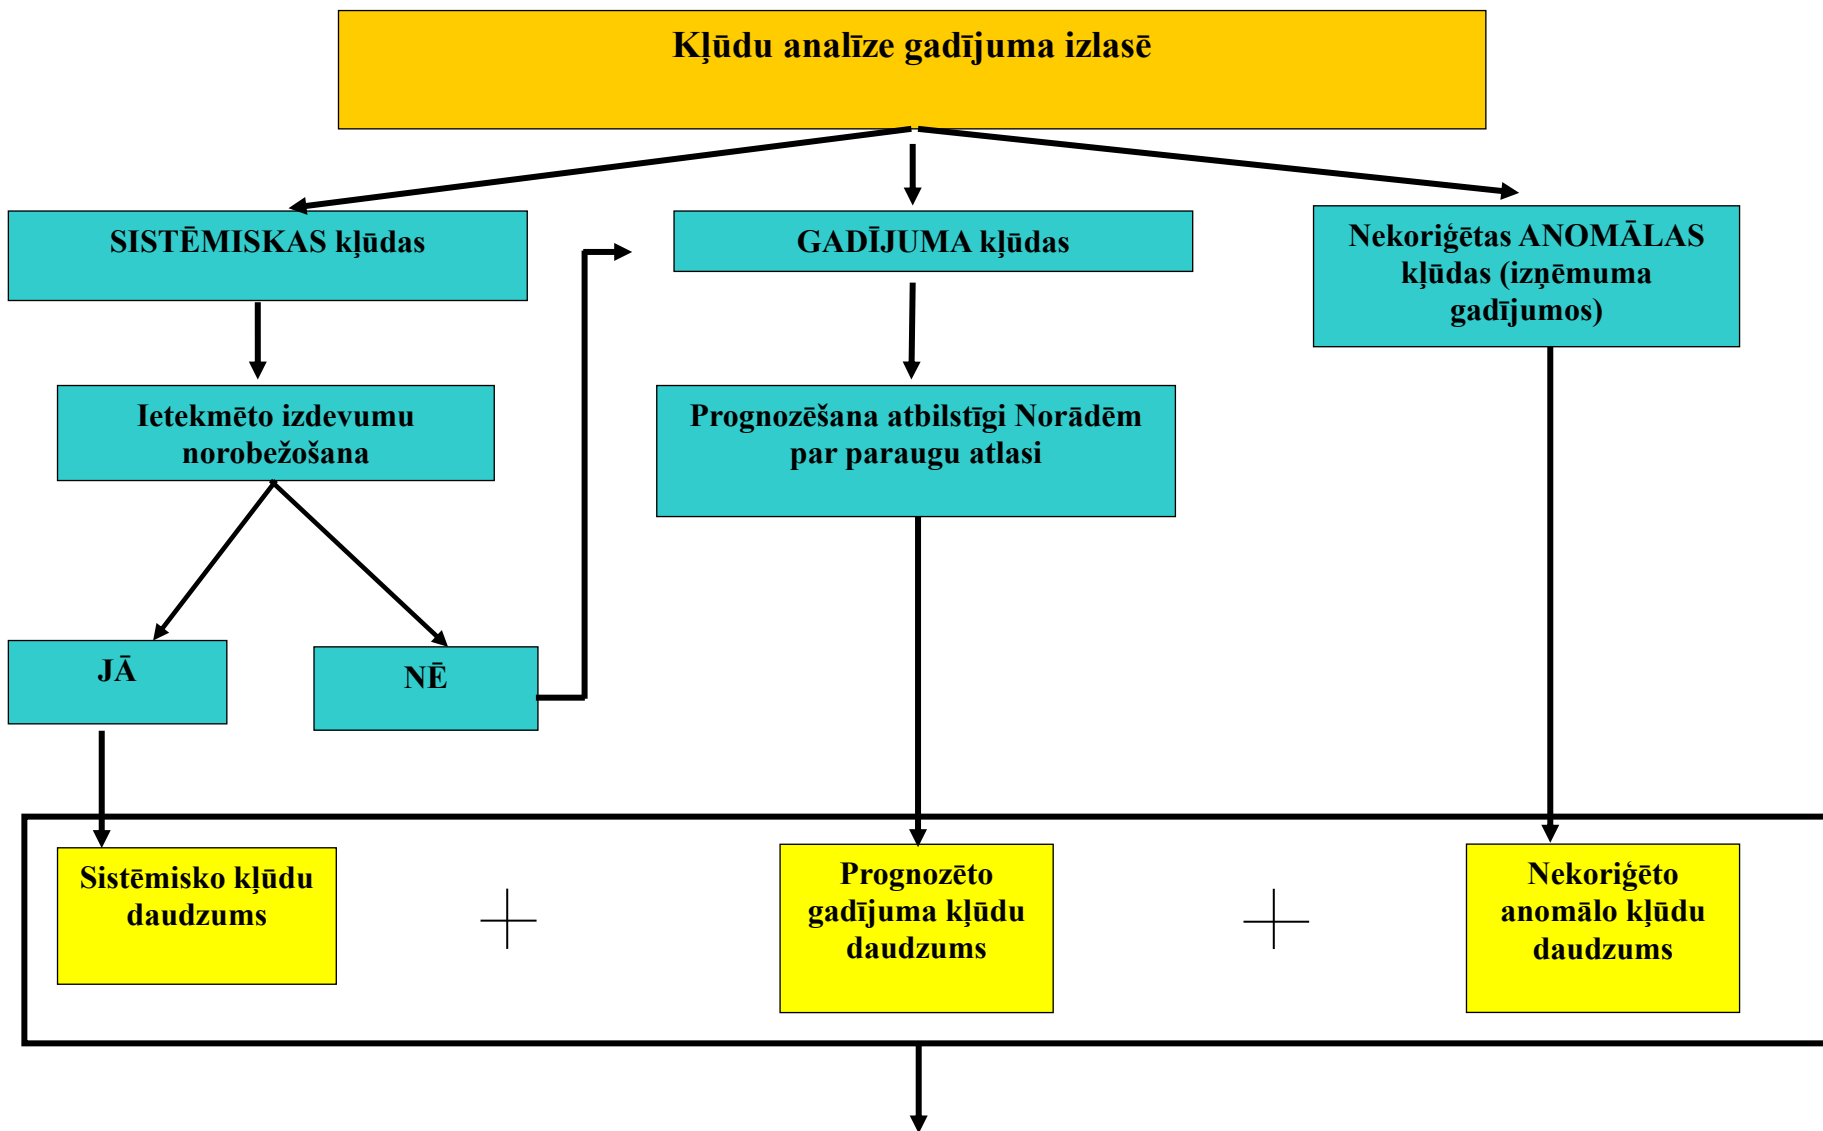 Kļūdu analīze gadījuma izlasē
SISTĒMISKAS kļūdas
GADĪJUMA kļūdas
Nekoriģētas ANOMĀLAS
kļūdas (izņēmuma
gadījumos)
Ietekmēto izdevumu
norobežošana
Prognozēšana atbilstīgi Norādēm
par paraugu atlasi
JĀ
NĒ
Sistēmisko kļūdu
daudzums
Prognozēto
gadījuma kļūdu
daudzums
Nekoriģēto
anomālo kļūdu
daudzums